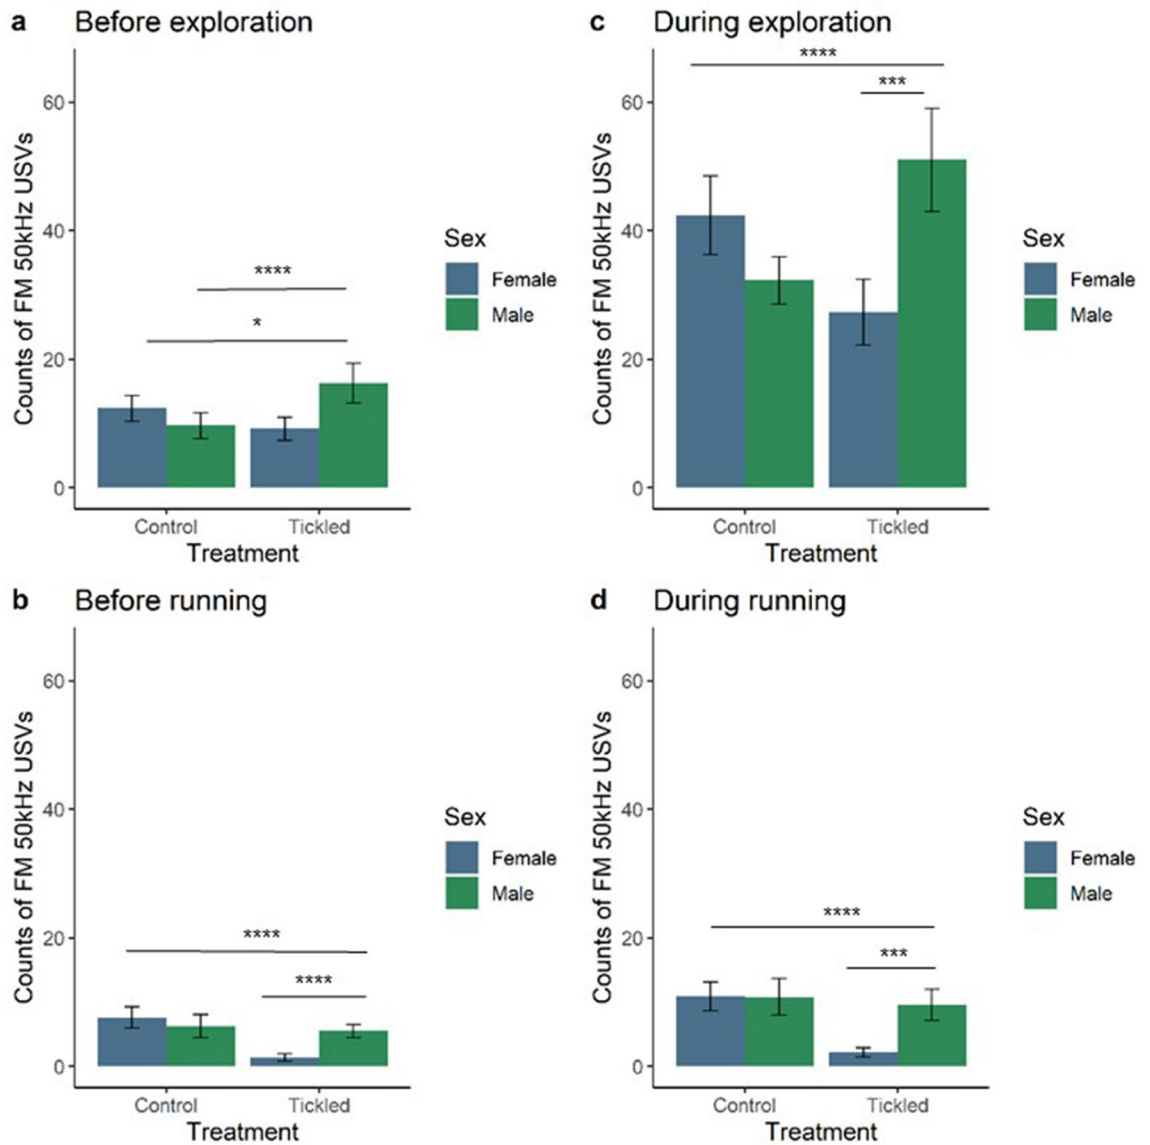 a Before exploration
Counts of FM 50kHz USVs
60
40
20
0
****
*
Control Tickled
Treatment
Sex
Female
Male
c During exploration
Counts of FM 50kHz USVs
60
40
20
0
****
***
Control Tickled
Treatment
Sex
Female
Male
b Before running
Counts of FM 50kHz USVs
60
40
20
0
****
****
Control Tickled
Treatment
Sex
Female
Male
d During running
Counts of FM 50kHz USVs
60
40
20
0
****
***
Control Tickled
Treatment
Sex
Female
Male